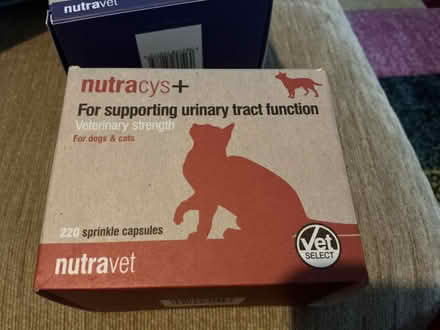 nutravet
nutracys+
For supporting urinary tract function
Veterinary strength
For dogs & cats
220 sprinkle capsules
Vet
SELECT
nutravet